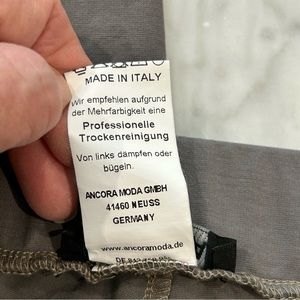 MADE IN ITALY
Wir empfehlen aufgrund
der Mehrfarbigkeit eine
Professionelle
Trockenreinigung
Von links dämpfen oder
bügeln.
ANCORA MODA GMBH
41460 NEUSS
GERMANY
www.ancoramoda.de
DE